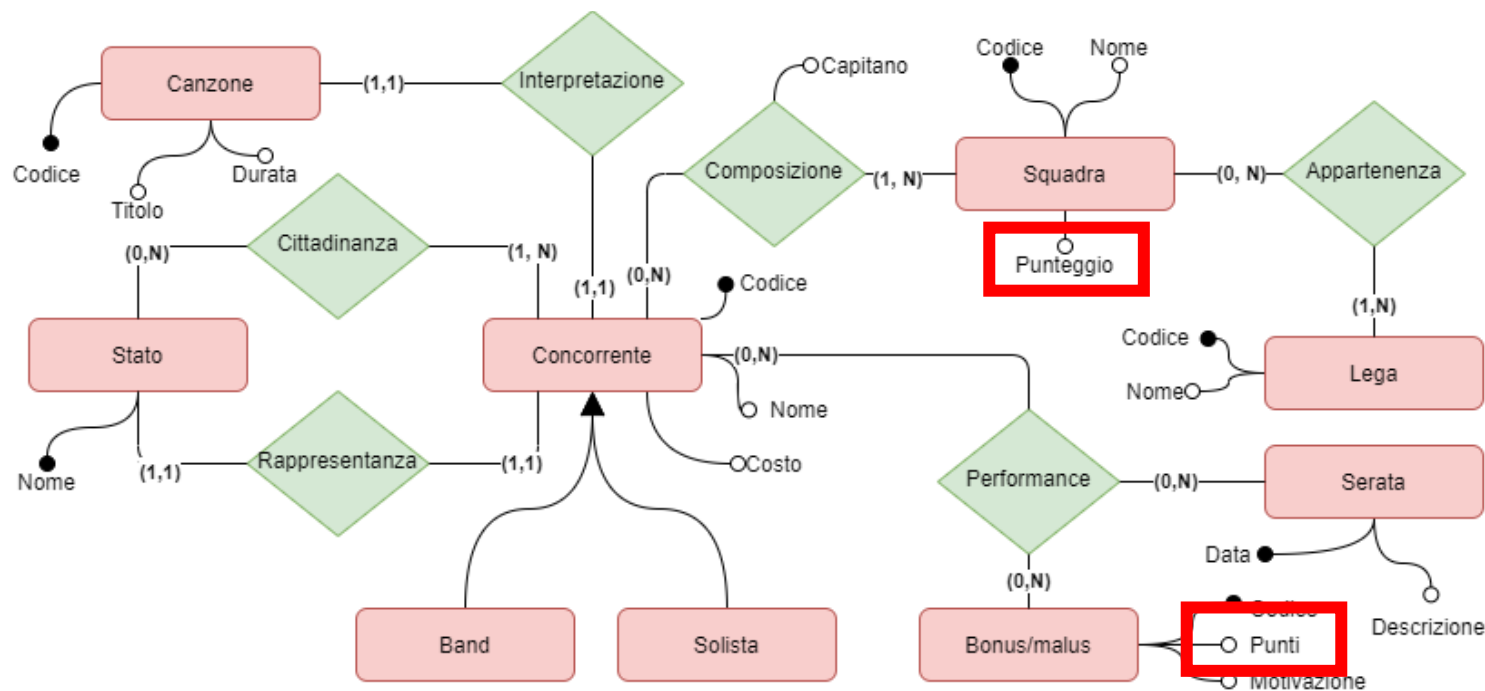 Codice
Nome
Capitano
Canzone
(1,1)
Interpretazione
Composizione
(1, N)
Squadra
(0, N)
Appartenenza
Codice
Durata
Titolo
Punteggio
(0,N)
Cittadinanza
(1, N)
(1,1)
(0,N)
Codice
(1,N)
Stato
Concorrente
(0,N)
Codice
Lega
Nome
Nome
Nome
(1,1)
Rappresentanza
(1,1)
Costo
Performance
(0,N)
Serata
Data
(0,N)
Descrizione
Band
Solista
Bonus/malus
Codice
Punti
Motivazione